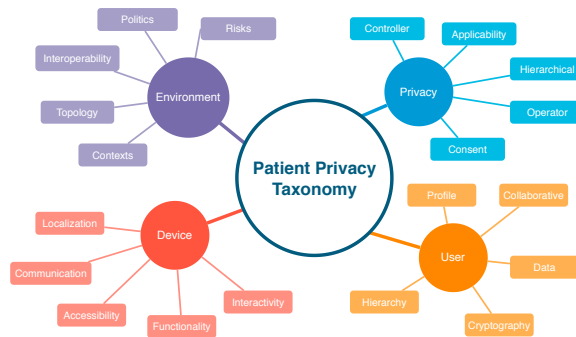 Politics
Risks
Interoperability
Environment
Topology
Contexts
Controller
Applicability
Hierarchical
Privacy
Operator
Consent
Patient Privacy
Taxonomy
Localization
Device
Communication
Accessibility
Functionality
Interactivity
Profile
Collaborative
User
Data
Hierarchy
Cryptography